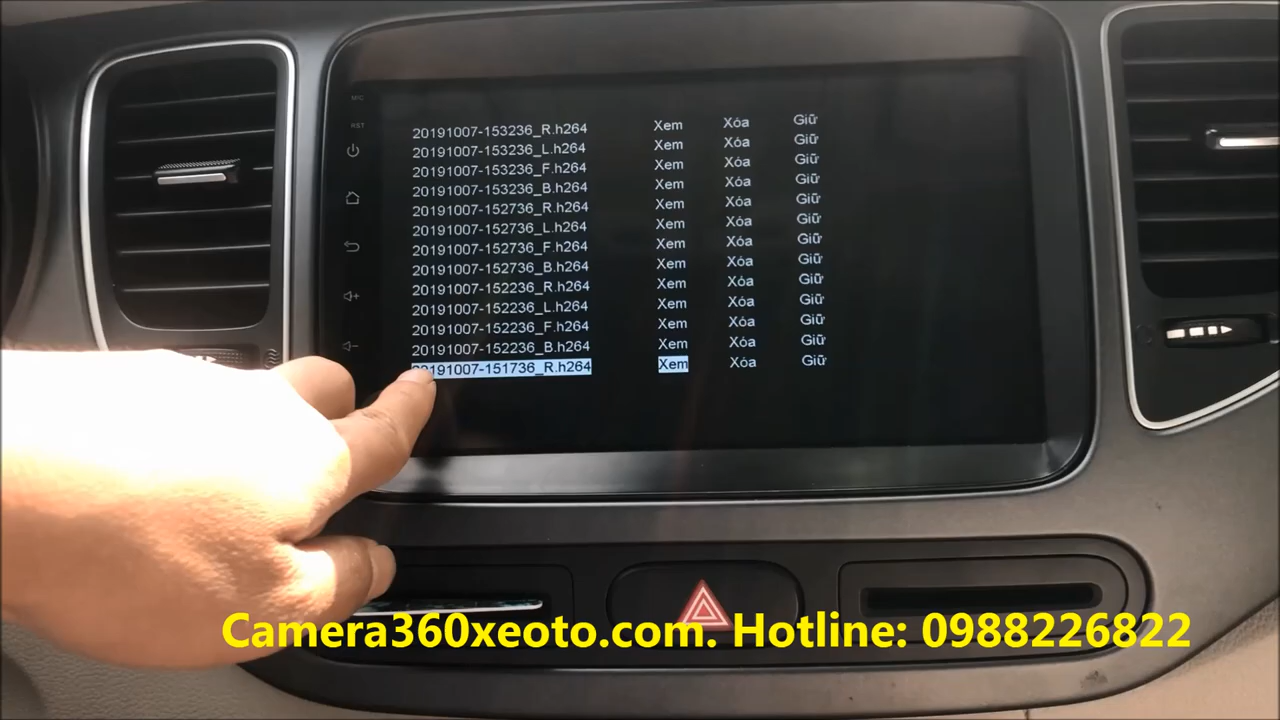 MIC
RST
20191007-153236_R.h264 Xem Xóa Giữ
20191007-153236_L.h264 Xem Xóa Giữ
20191007-153236_F.h264 Xem Xóa Giữ
20191007-153236_B.h264 Xem Xóa Giữ
20191007-152736_R.h264 Xem Xóa Giữ
20191007-152736_L.h264 Xem Xóa Giữ
20191007-152736_F.h264 Xem Xóa Giữ
20191007-152736_B.h264 Xem Xóa Giữ
20191007-152236_R.h264 Xem Xóa Giữ
20191007-152236_L.h264 Xem Xóa Giữ
20191007-152236_F.h264 Xem Xóa Giữ
20191007-152236_B.h264 Xem Xóa Giữ
20191007-151736_R.h264 Xem Xóa Giữ
Camera360xeoto.com. Hotline: 0988226822